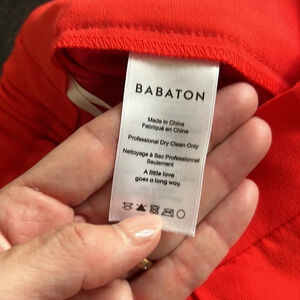 BABATON
Made in China
Fabriqué en Chine
Professional Dry Clean Only
Nettoyage à Sec Professionnel
Seulement
A little love
goes a long way.